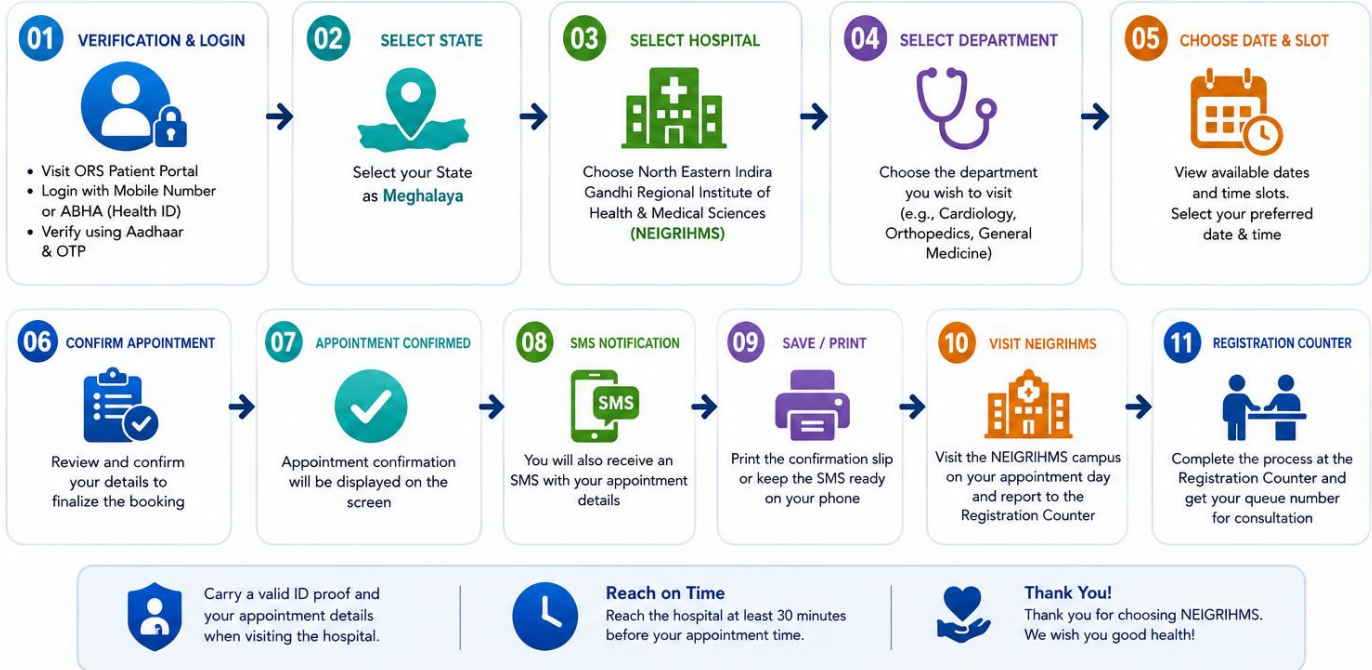 01 VERIFICATION & LOGIN
• Visit ORS Patient Portal
• Login with Mobile Number
or ABHA (Health ID)
• Verify using Aadhaar
& OTP
02 SELECT STATE
Select your State
as Meghalaya
03 SELECT HOSPITAL
Choose North Eastern Indira
Gandhi Regional Institute of
Health & Medical Sciences
(NEIGRIHMS)
04 SELECT DEPARTMENT
Choose the department
you wish to visit
(e.g., Cardiology,
Orthopedics, General
Medicine)
05 CHOOSE DATE & SLOT
View available dates
and time slots.
Select your preferred
date & time
06 CONFIRM APPOINTMENT
Review and confirm
your details to
finalize the booking
07 APPOINTMENT CONFIRMED
Appointment confirmation
will be displayed on the
screen
08 SMS NOTIFICATION
SMS
You will also receive an
SMS with your appointment
details
09 SAVE / PRINT
Print the confirmation slip
or keep the SMS ready
on your phone
10 VISIT NEIGRIHMS
Visit the NEIGRIHMS campus
on your appointment day
and report to the
Registration Counter
11 REGISTRATION COUNTER
Complete the process at the
Registration Counter and
get your queue number
for consultation
Carry a valid ID proof and
your appointment details
when visiting the hospital.
Reach on Time
Reach the hospital at least 30 minutes
before your appointment time.
Thank You!
Thank you for choosing NEIGRIHMS.
We wish you good health!